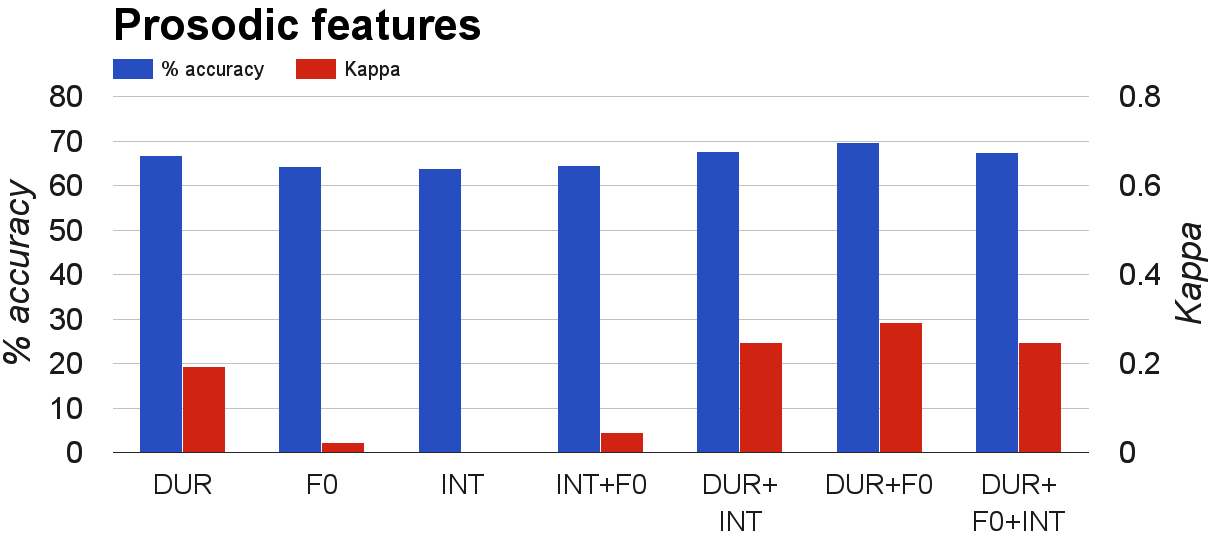 Prosodic features
% accuracy Kappa
80 0.8
70
60 0.6
50
40 0.4
30
20 0.2
10
0 0
% accuracy
Kappa
DUR F0 INT INT+F0 DUR+ DUR+F0 DUR+
INT F0+INT